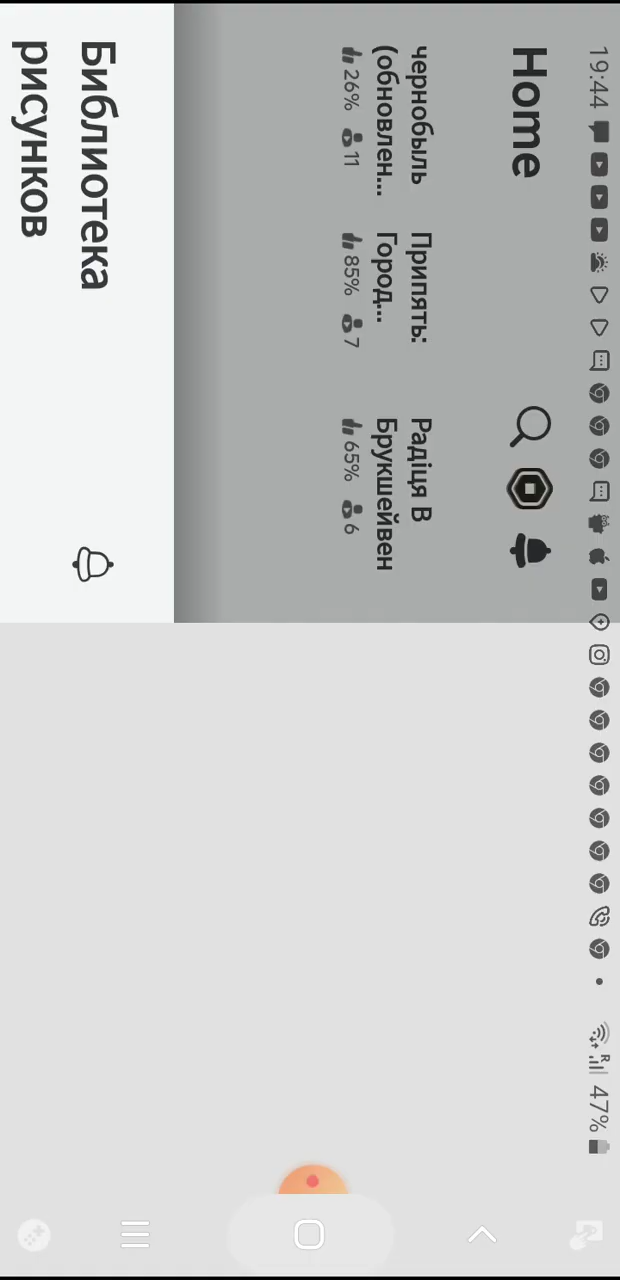 19:44
47%
Home
чернобыль
(обновлен...
26% 11
Припять:
Город...
85% 7
Радіця В
Брукшейвен
65% 6
Библиотека
рисунков